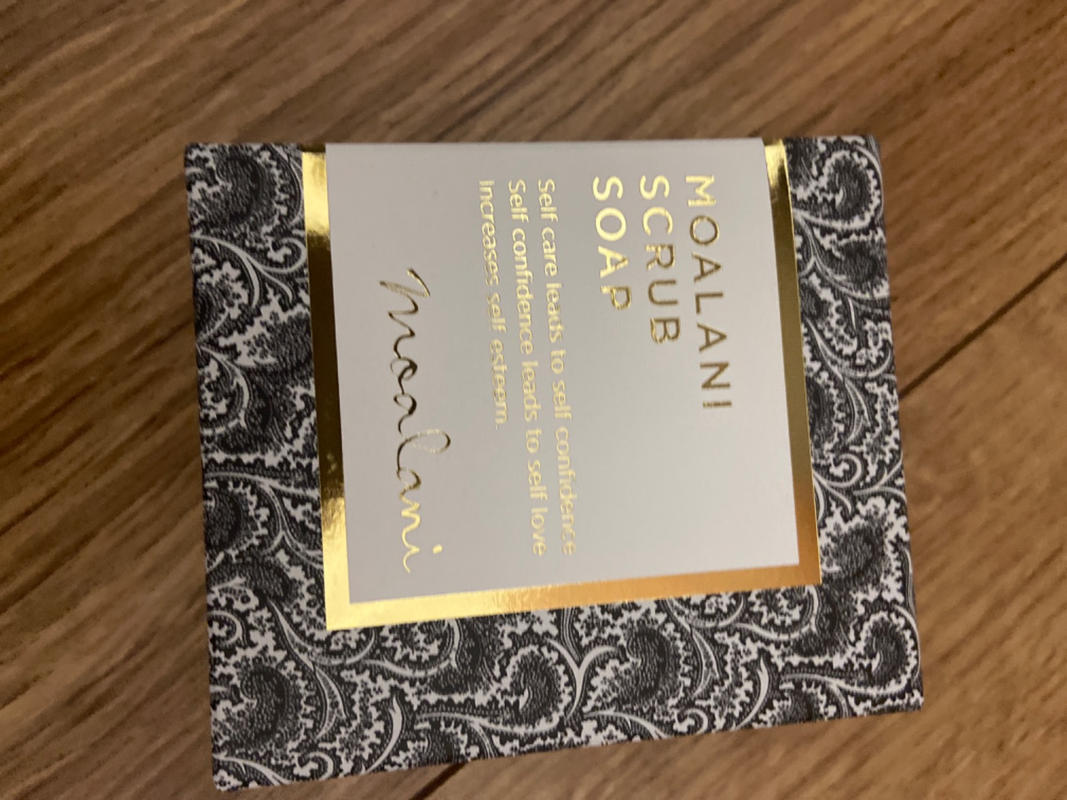 MOALANI
SCRUB
SOAP
Self care leads to self confidence
Self confidence leads to self love
Increases self esteem.
moalani